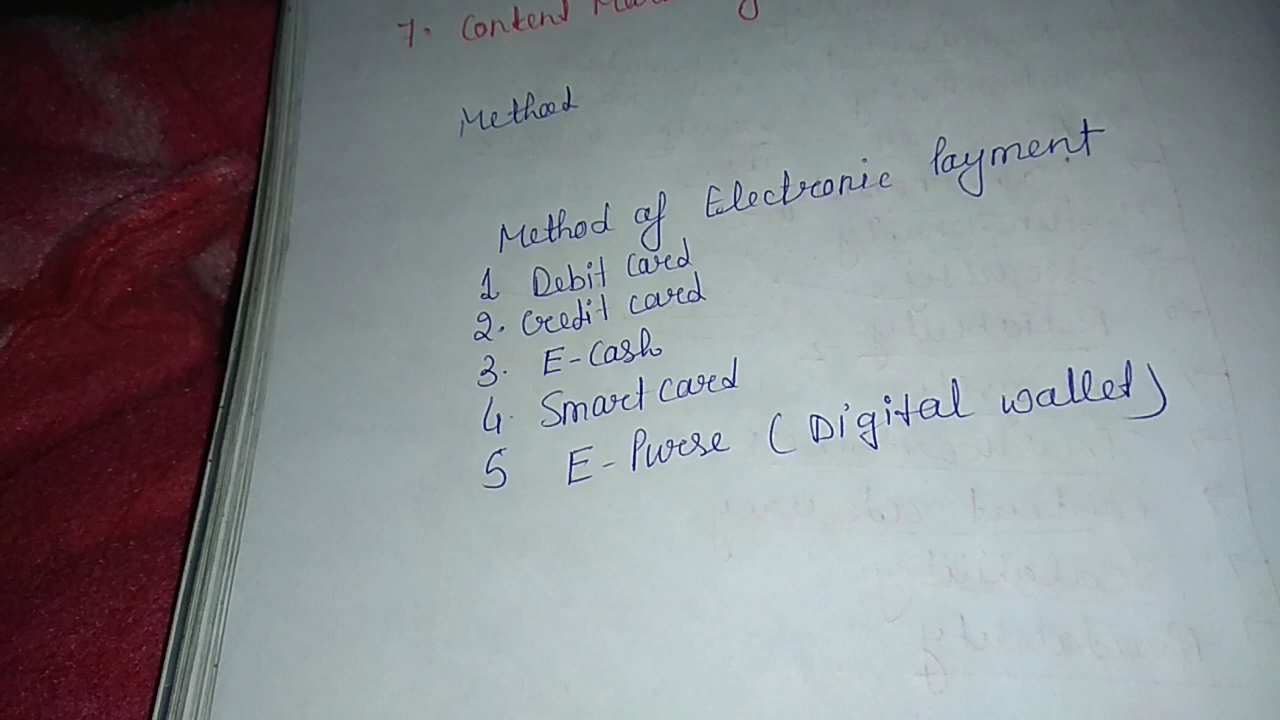 7. Content
Method
Method of Electronic Payment
1 Debit Card
2. Credit card
3. E-Cash
4. Smart card
5 E-Purse (Digital wallet)